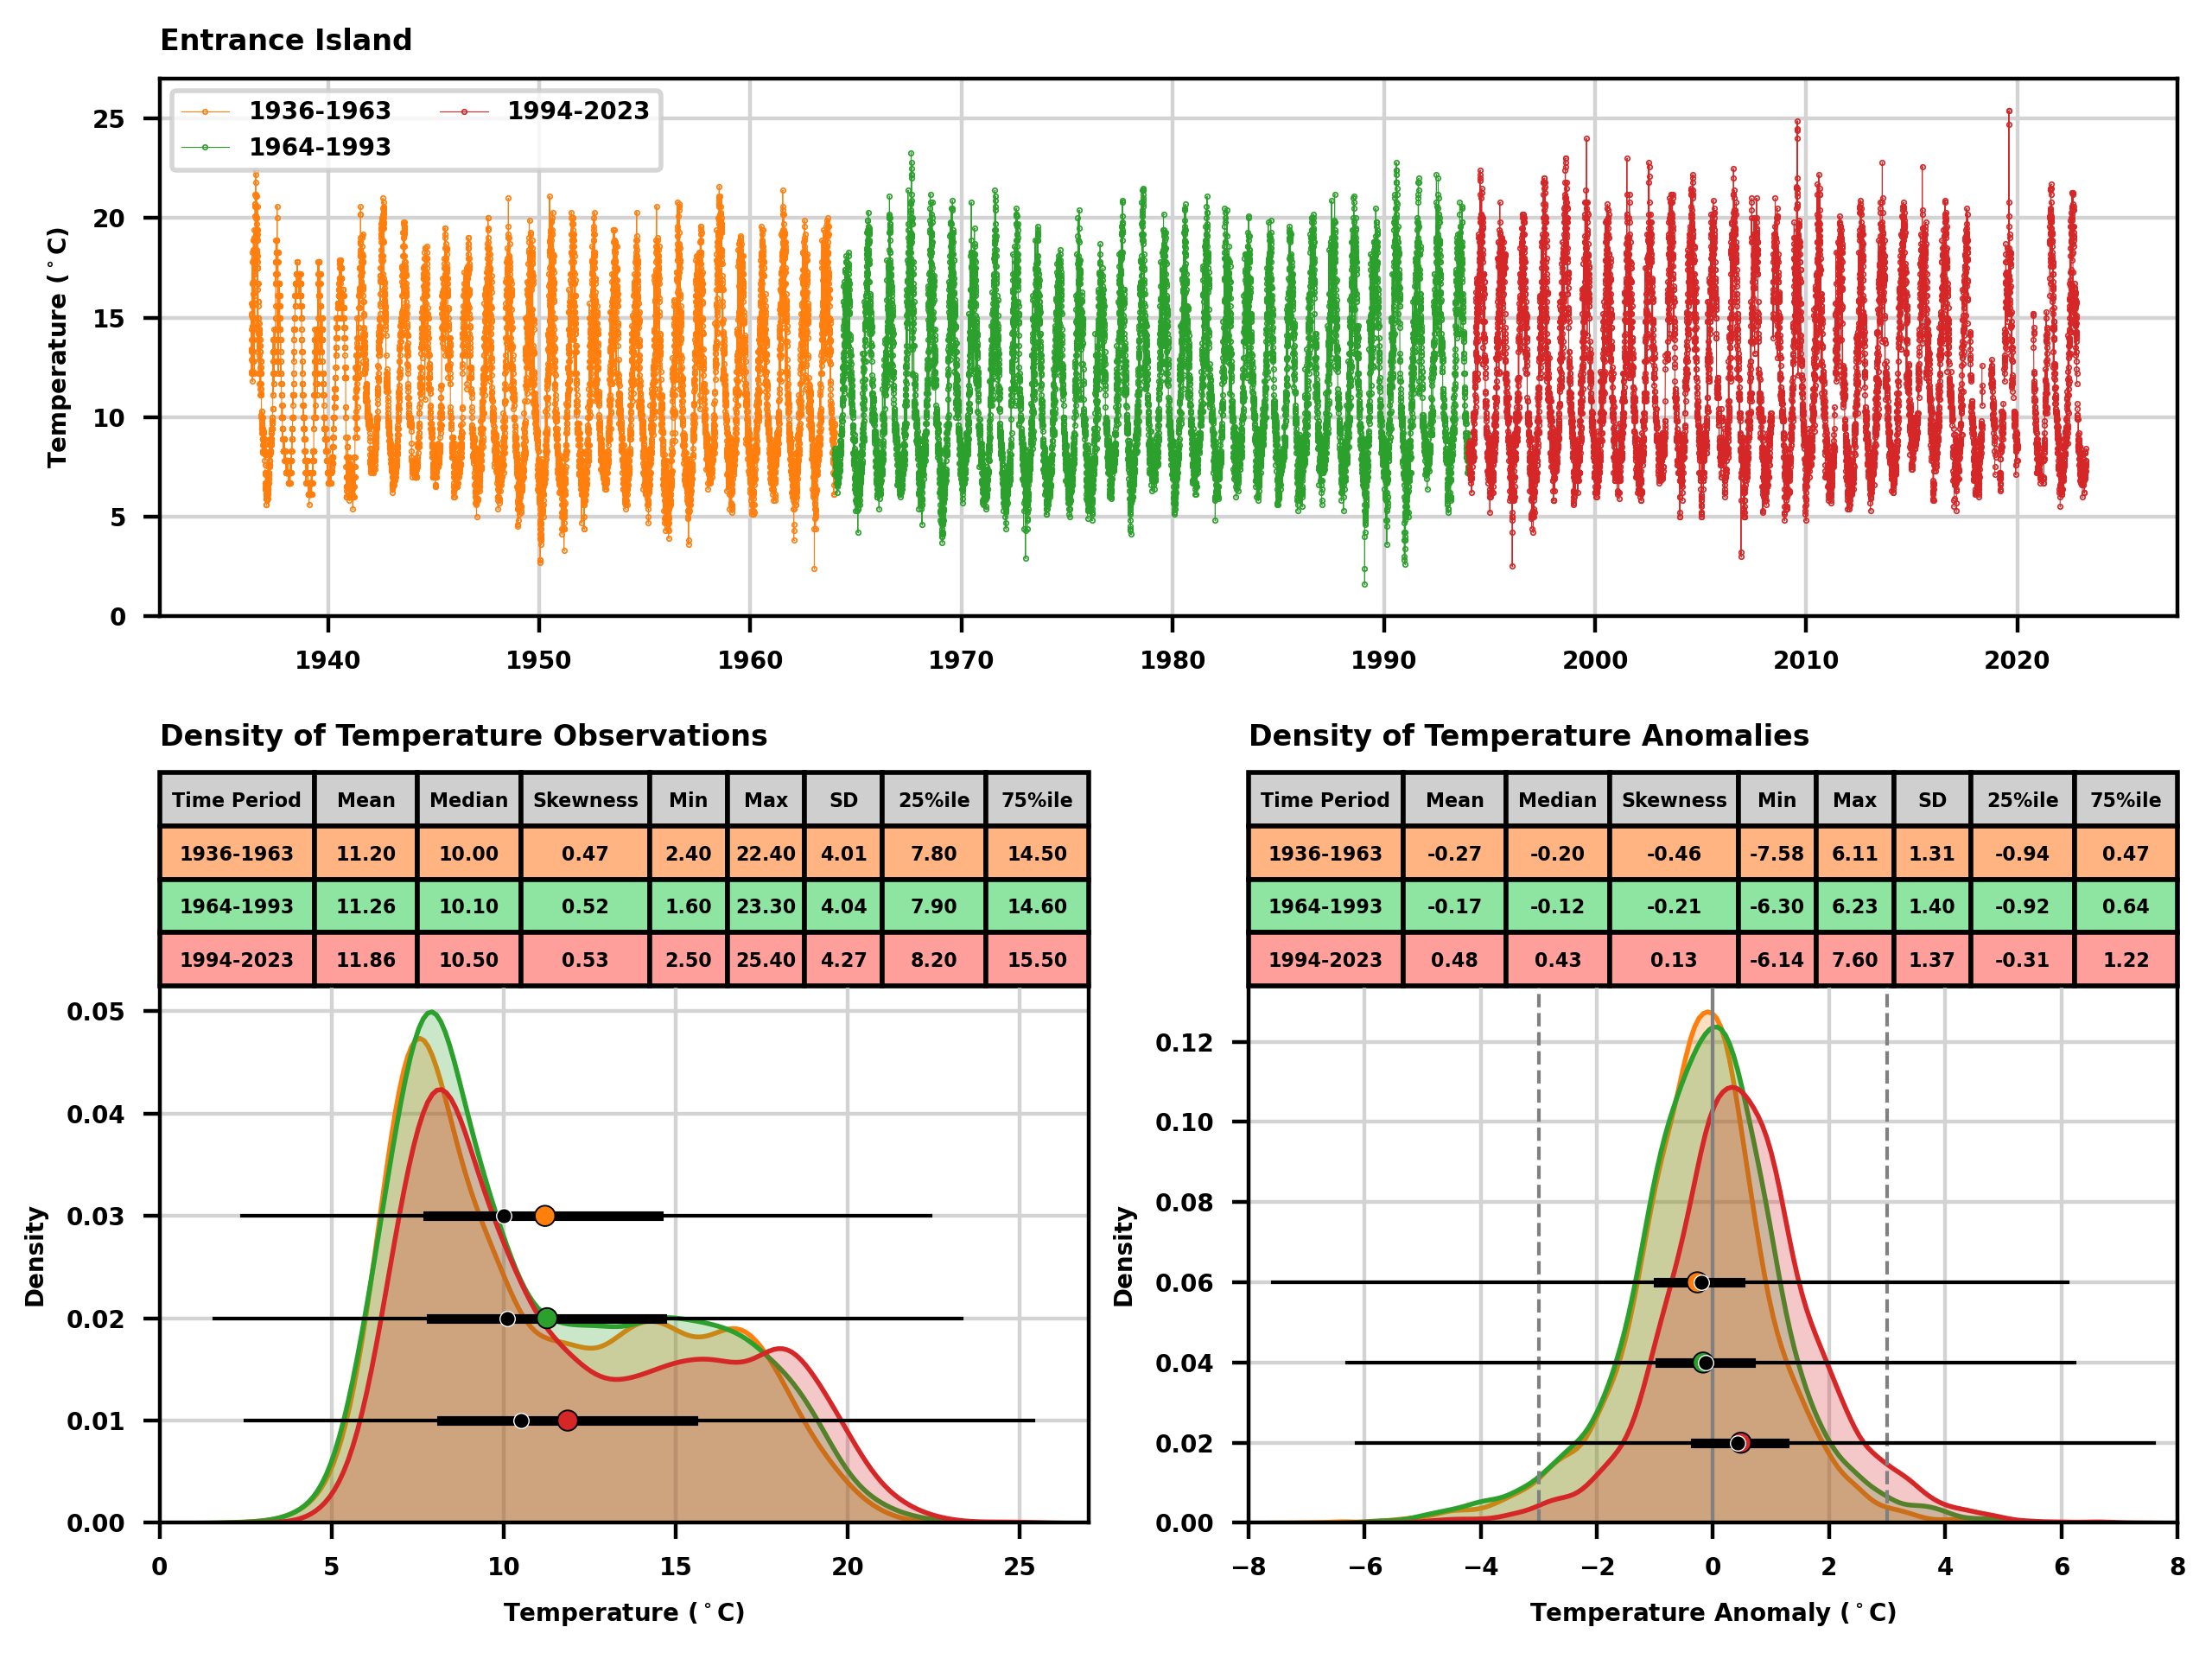 Entrance Island
1936-1963 1994-2023
1964-1993
Temperature (°C)
25
20
15
10
5
0
1940 1950 1960 1970 1980 1990 2000 2010 2020
Density of Temperature Observations
Time Period Mean Median Skewness Min Max SD 25%ile 75%ile
1936-1963 11.20 10.00 0.47 2.40 22.40 4.01 7.80 14.50
1964-1993 11.26 10.10 0.52 1.60 23.30 4.04 7.90 14.60
1994-2023 11.86 10.50 0.53 2.50 25.40 4.27 8.20 15.50
Density
0.05
0.04
0.03
0.02
0.01
0.00
0 5 10 15 20 25
Temperature (°C)
Density of Temperature Anomalies
Time Period Mean Median Skewness Min Max SD 25%ile 75%ile
1936-1963 -0.27 -0.20 -0.46 -7.58 6.11 1.31 -0.94 0.47
1964-1993 -0.17 -0.12 -0.21 -6.30 6.23 1.40 -0.92 0.64
1994-2023 0.48 0.43 0.13 -6.14 7.60 1.37 -0.31 1.22
Density
0.12
0.10
0.08
0.06
0.04
0.02
0.00
−8 −6 −4 −2 0 2 4 6 8
Temperature Anomaly (°C)